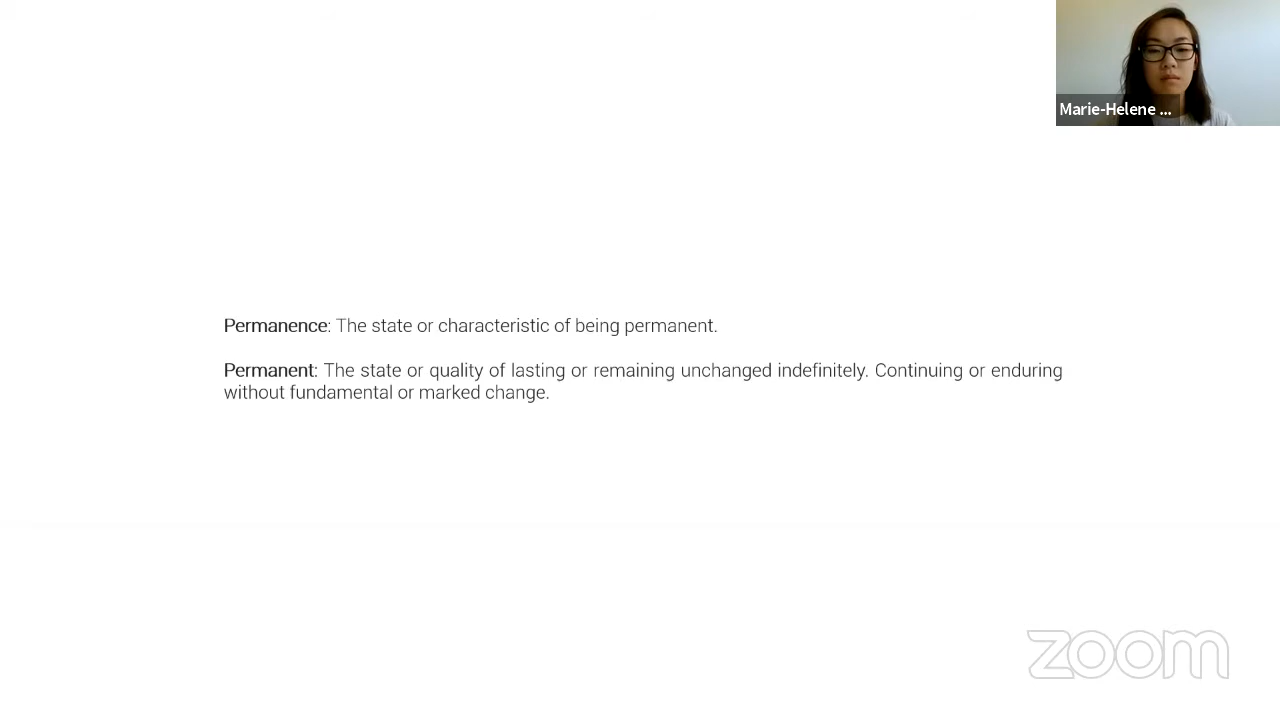 Marie-Helene ...
Permanence: The state or characteristic of being permanent.
Permanent: The state or quality of lasting or remaining unchanged indefinitely. Continuing or enduring
without fundamental or marked change.
zoom